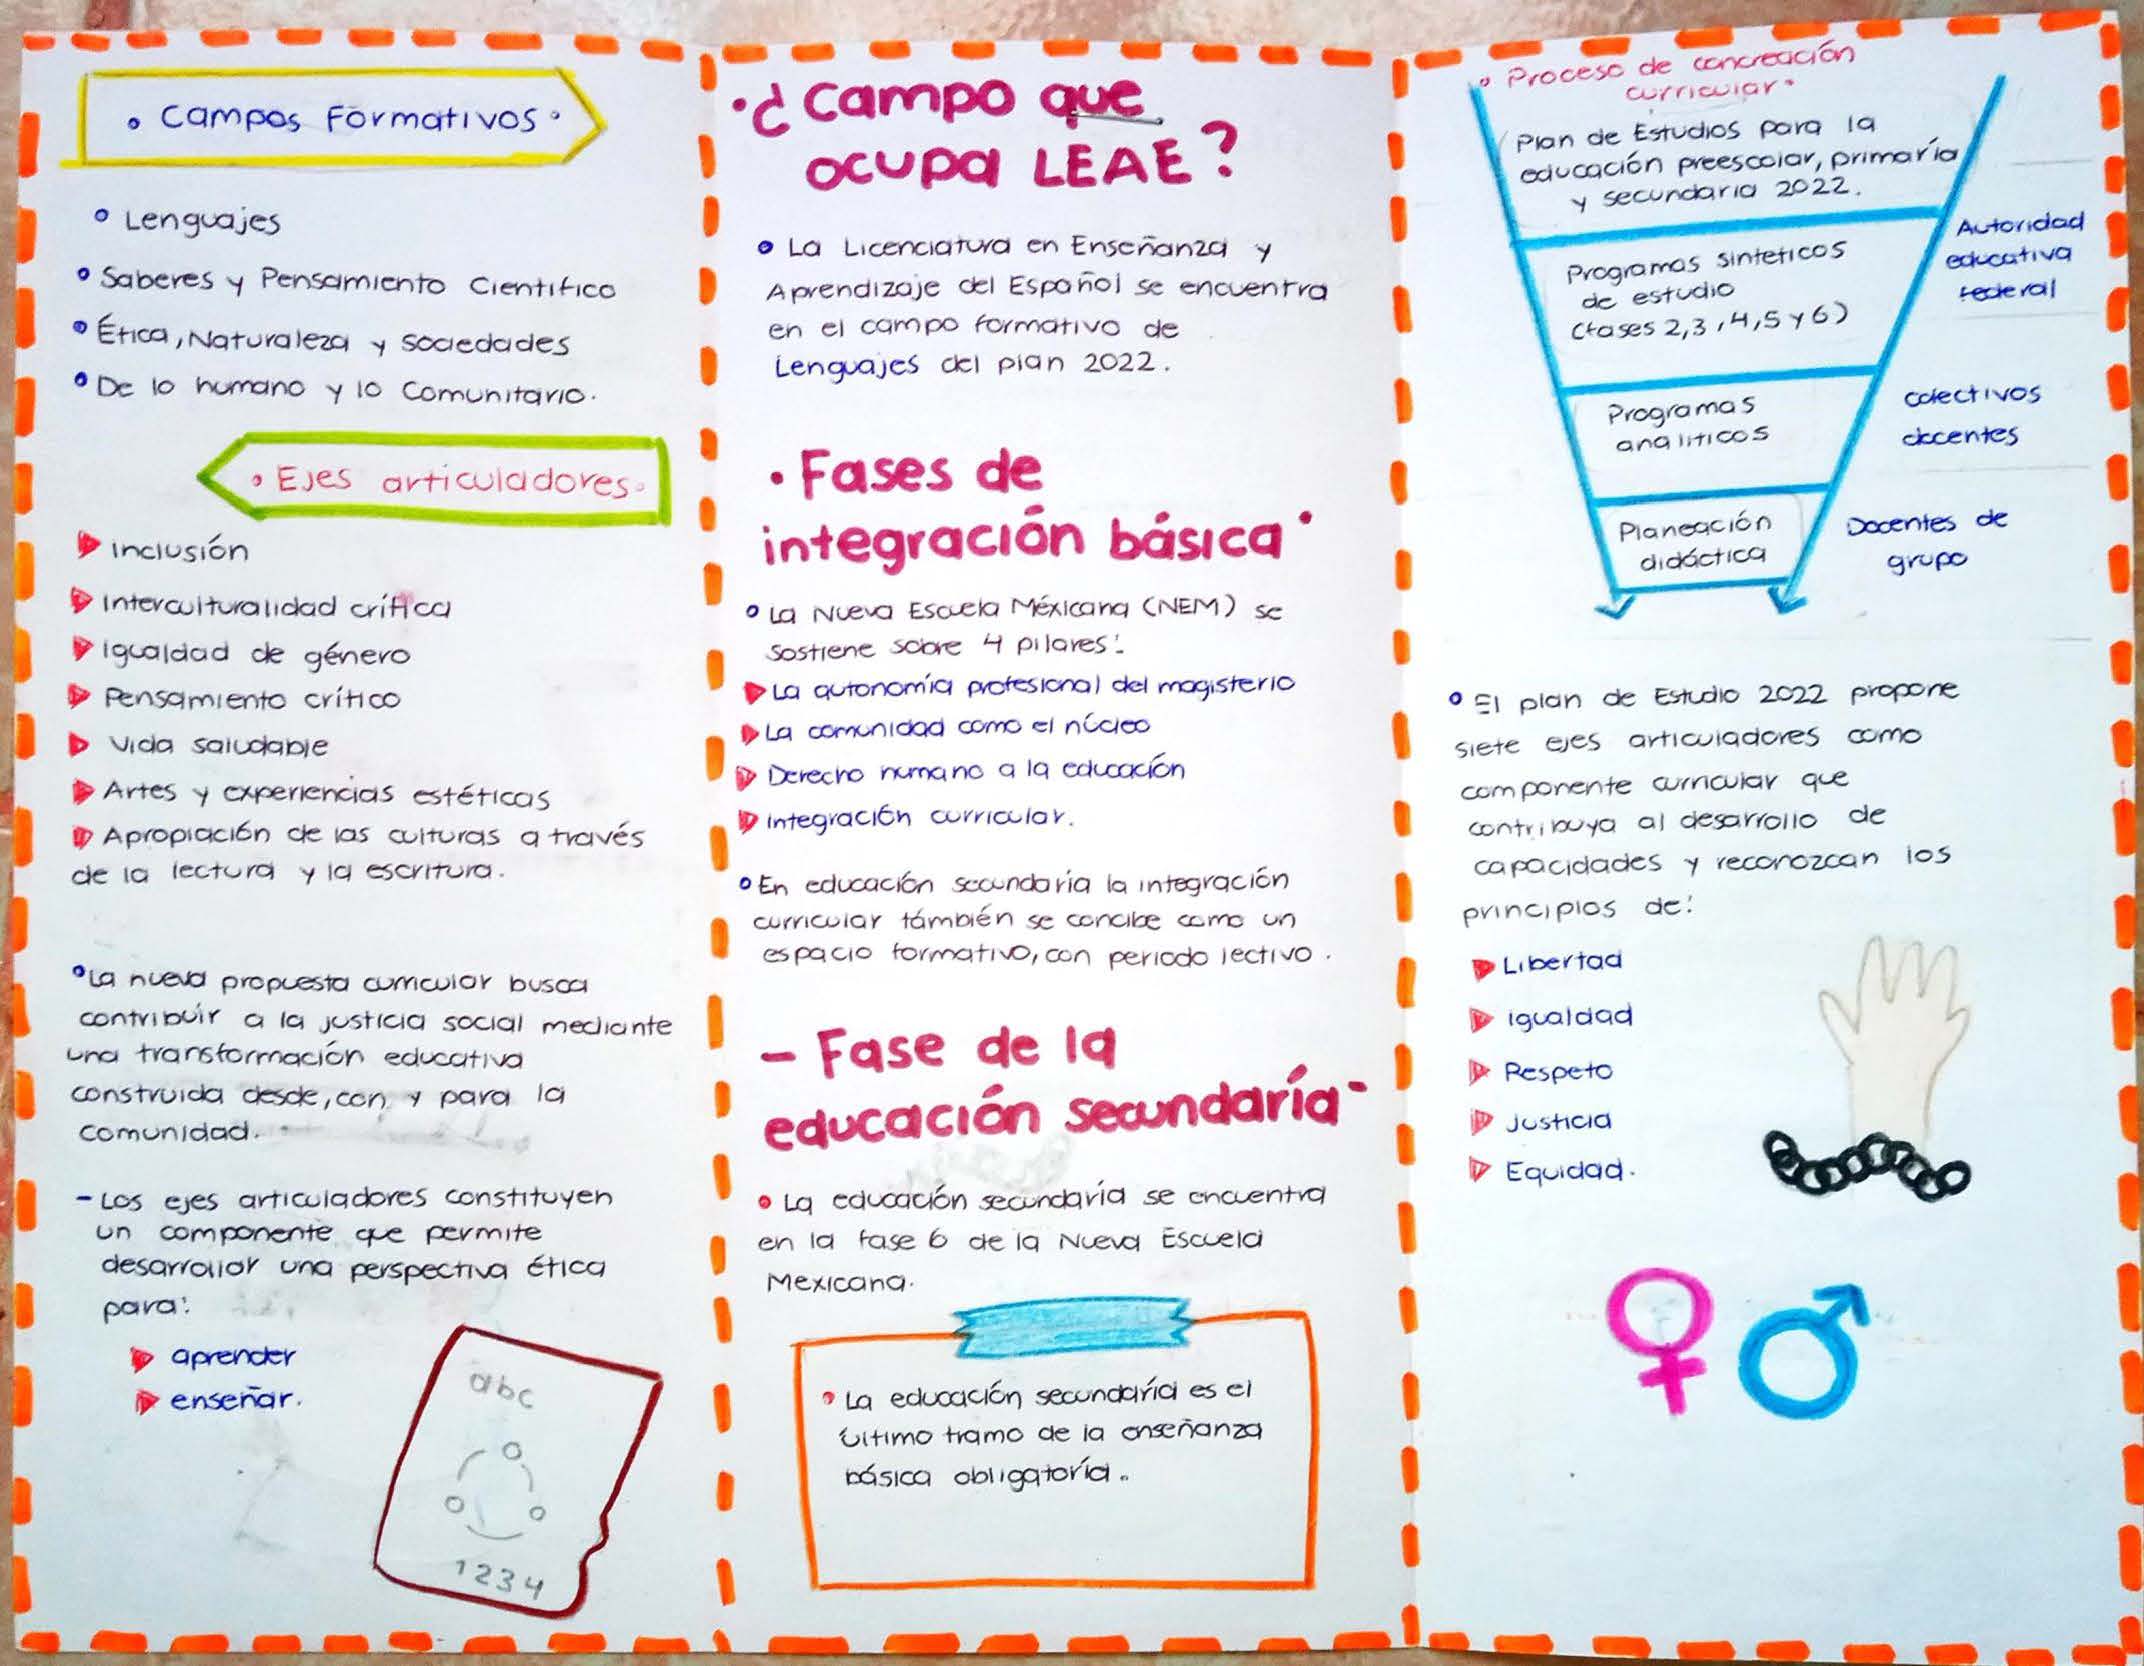 • Campos Formativos •
• Lenguajes
• Saberes y Pensamiento Científico
• Ética, Naturaleza y sociedades
• De lo humano y lo Comunitario.
• Ejes articuladores •
Inclusión
Interculturalidad crítica
Igualdad de género
Pensamiento crítico
Vida saludable
Artes y experiencias estéticas
Apropiación de las culturas a través
de la lectura y la escritura.
• La nueva propuesta curricular busca
contribuir a la justicia social mediante
una transformación educativa
construida desde, con y para la
comunidad.
- Los ejes articuladores constituyen
un componente que permite
desarrollar una perspectiva ética
para:
aprender
enseñar.
abc
1234
• ¿Campo que
ocupa LEAE?
• La Licenciatura en Enseñanza y
Aprendizaje del Español se encuentra
en el campo formativo de
Lenguajes del plan 2022.
• Fases de
integración básica •
• La Nueva Escuela Méxicana (NEM) se
sostiene sobre 4 pilares:
La autonomía profesional del magisterio
La comunidad como el núcleo
Derecho humano a la educación
integración curricular.
• En educación secundaria la integración
curricular también se concibe como un
espacio formativo, con periodo lectivo.
- Fase de la
educación secundaría -
• La educación secundaría se encuentra
en la fase 6 de la Nueva Escuela
Mexicana.
• La educación secundaría es el
último tramo de la enseñanza
básica obligatoría.
• Proceso de concreación
curricular •
Plan de Estudios para la
educación preescolar, primaría
y secundaria 2022.
Programas sinteticos
de estudio
(fases 2,3,4,5 y 6)
Autoridad
educativa
federal
Programas
analiticos
colectivos
docentes
Planeación
didáctica
Docentes de
grupo
• El plan de Estudio 2022 propone
siete ejes articuladores como
componente curricular que
contribuya al desarrollo de
capacidades y reconozcan los
principios de:
Libertad
igualdad
Respeto
Justicia
Equidad.